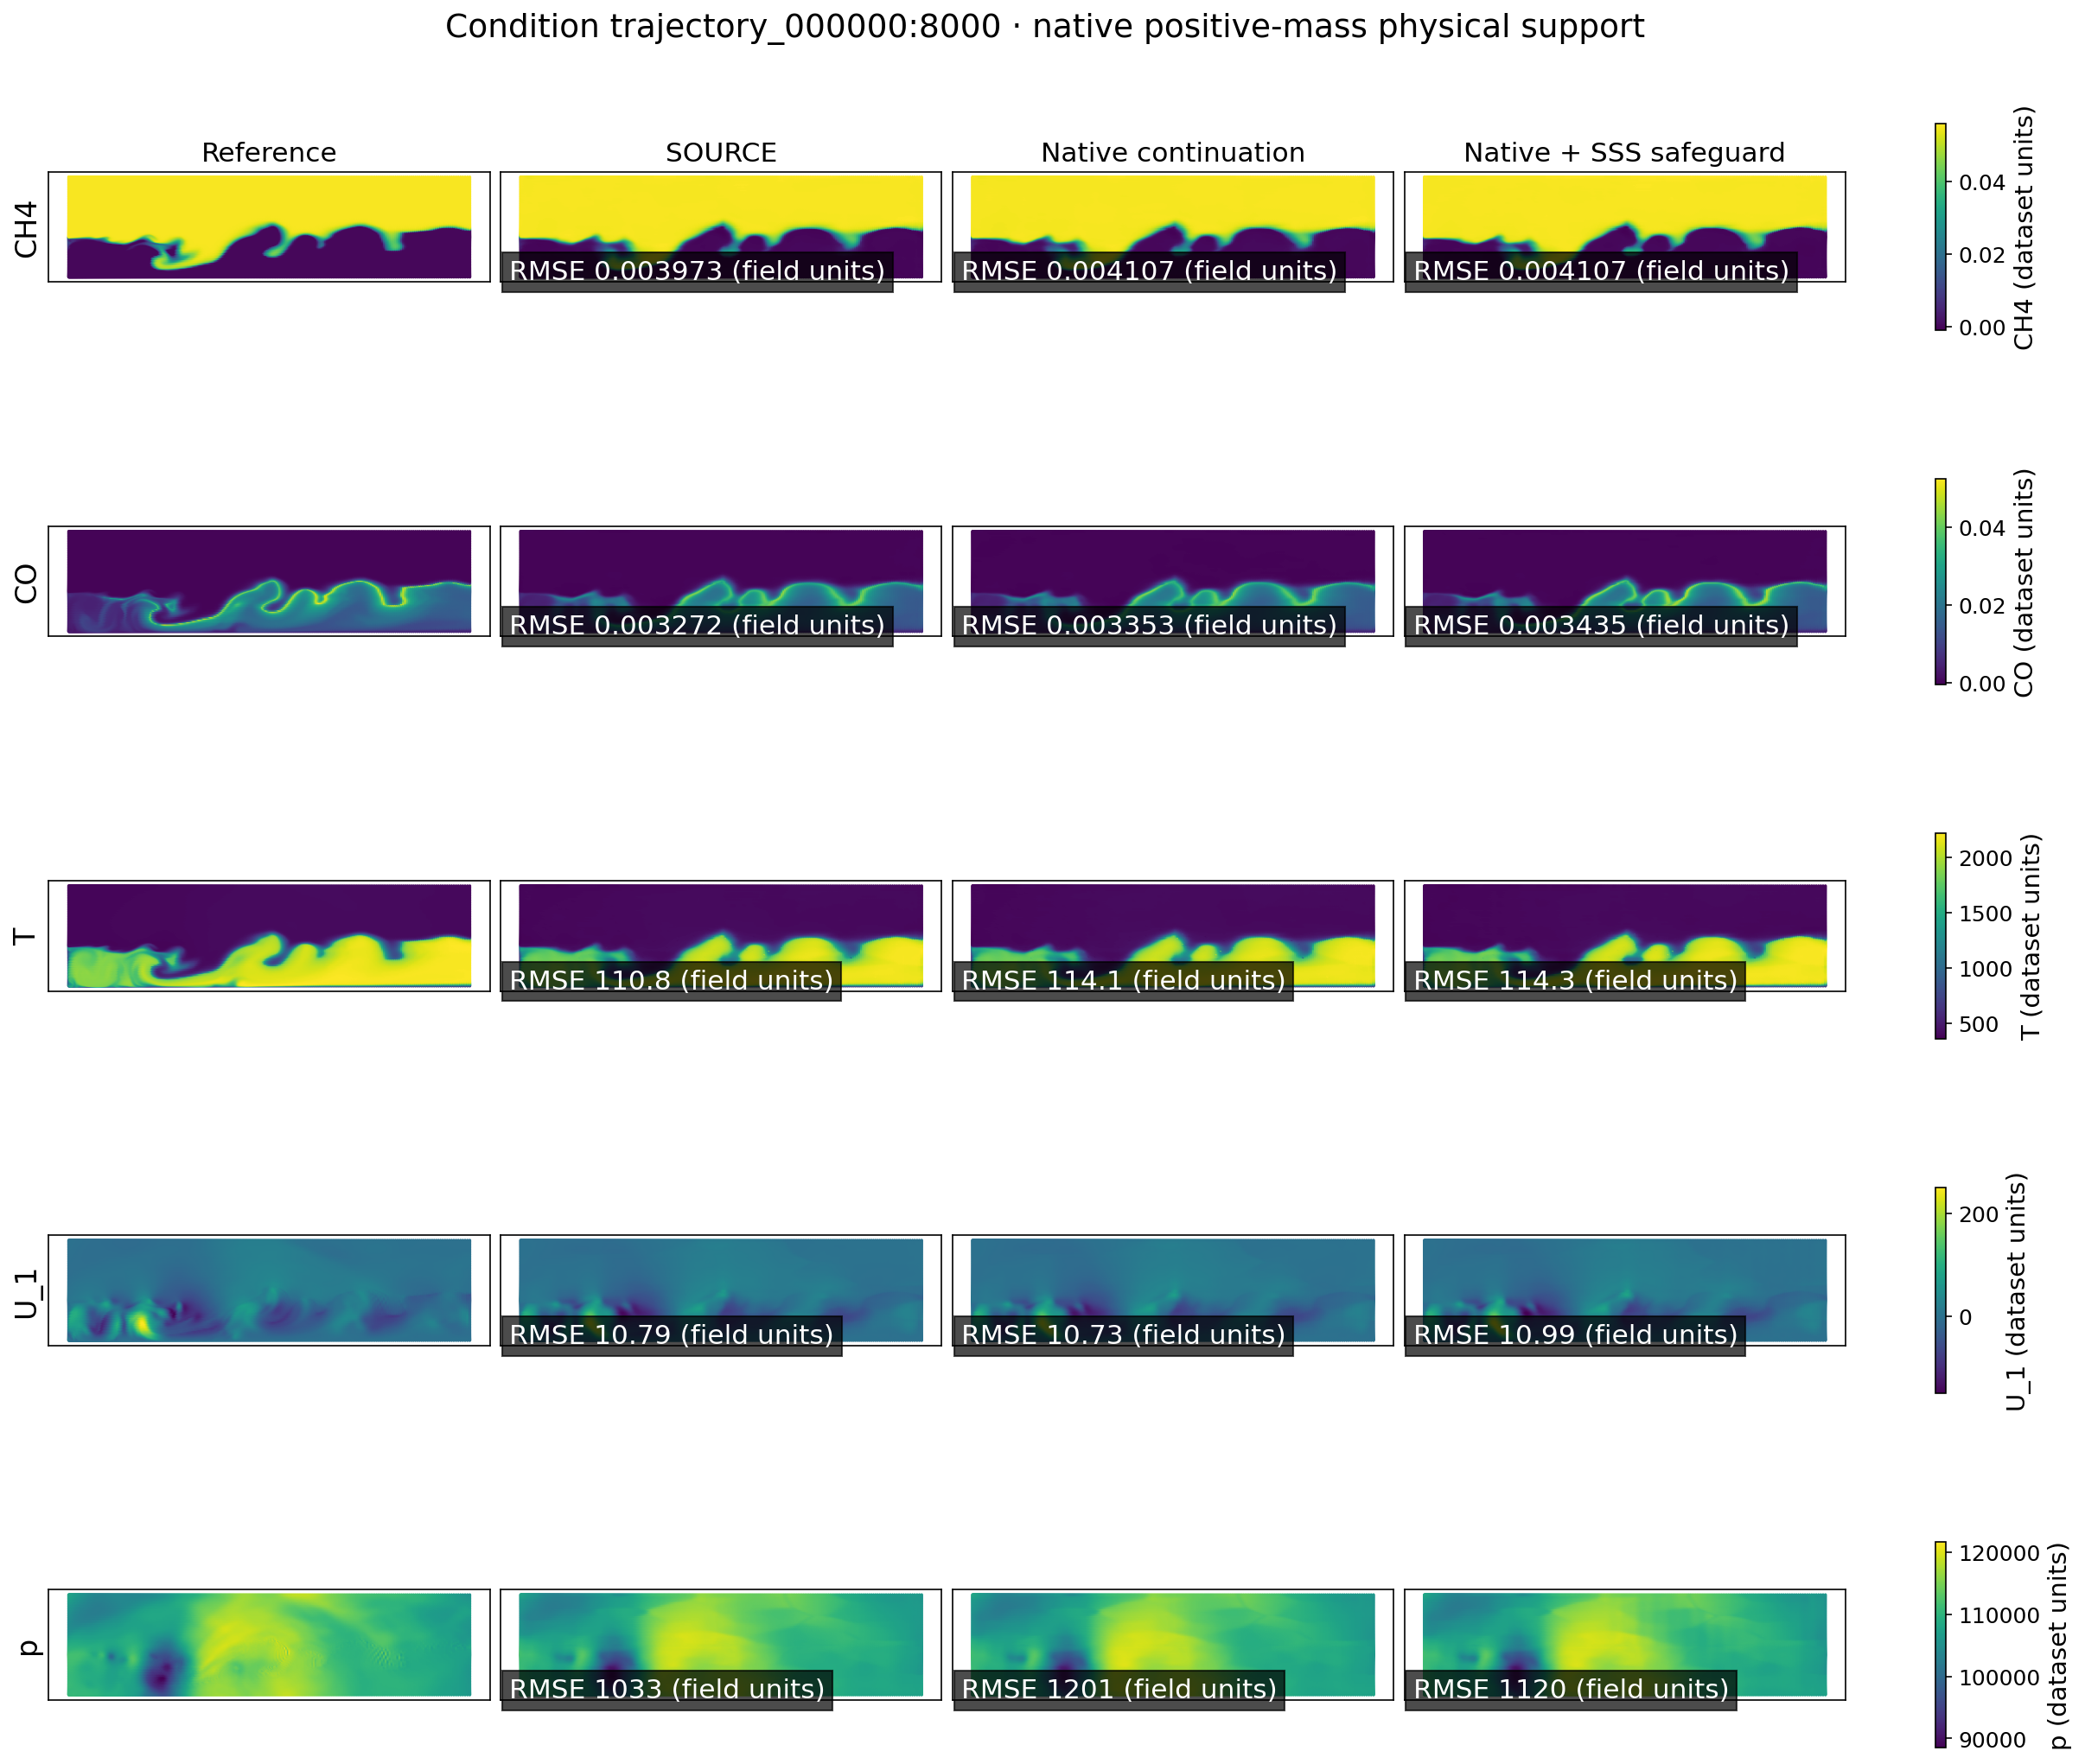 Condition trajectory_000000:8000 · native positive-mass physical support
Reference
SOURCE
Native continuation
Native + SSS safeguard
CH4
RMSE 0.003973 (field units)
RMSE 0.004107 (field units)
RMSE 0.004107 (field units)
0.04
0.02
0.00
CH4 (dataset units)
CO
RMSE 0.003272 (field units)
RMSE 0.003353 (field units)
RMSE 0.003435 (field units)
0.04
0.02
0.00
CO (dataset units)
T
RMSE 110.8 (field units)
RMSE 114.1 (field units)
RMSE 114.3 (field units)
2000
1500
1000
500
T (dataset units)
U_1
RMSE 10.79 (field units)
RMSE 10.73 (field units)
RMSE 10.99 (field units)
200
0
U_1 (dataset units)
p
RMSE 1033 (field units)
RMSE 1201 (field units)
RMSE 1120 (field units)
120000
110000
100000
90000
p (dataset units)